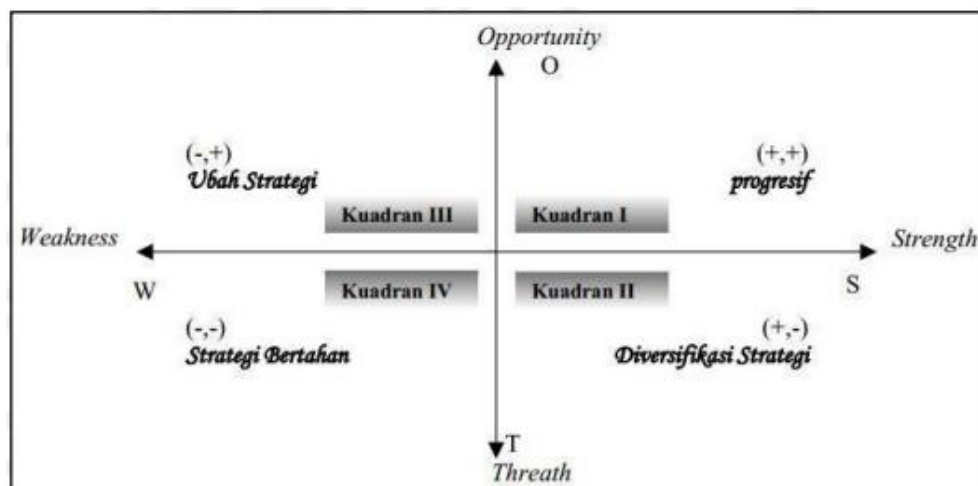 Opportunity
O
(-,+)
Ubah Strategi
(+,+)
progresif
Kuadran III
Kuadran I
Weakness
Strength
W
Kuadran IV
Kuadran II
S
(-,-)
Strategi Bertahan
(+,-)
Diversifikasi Strategi
T
Threath